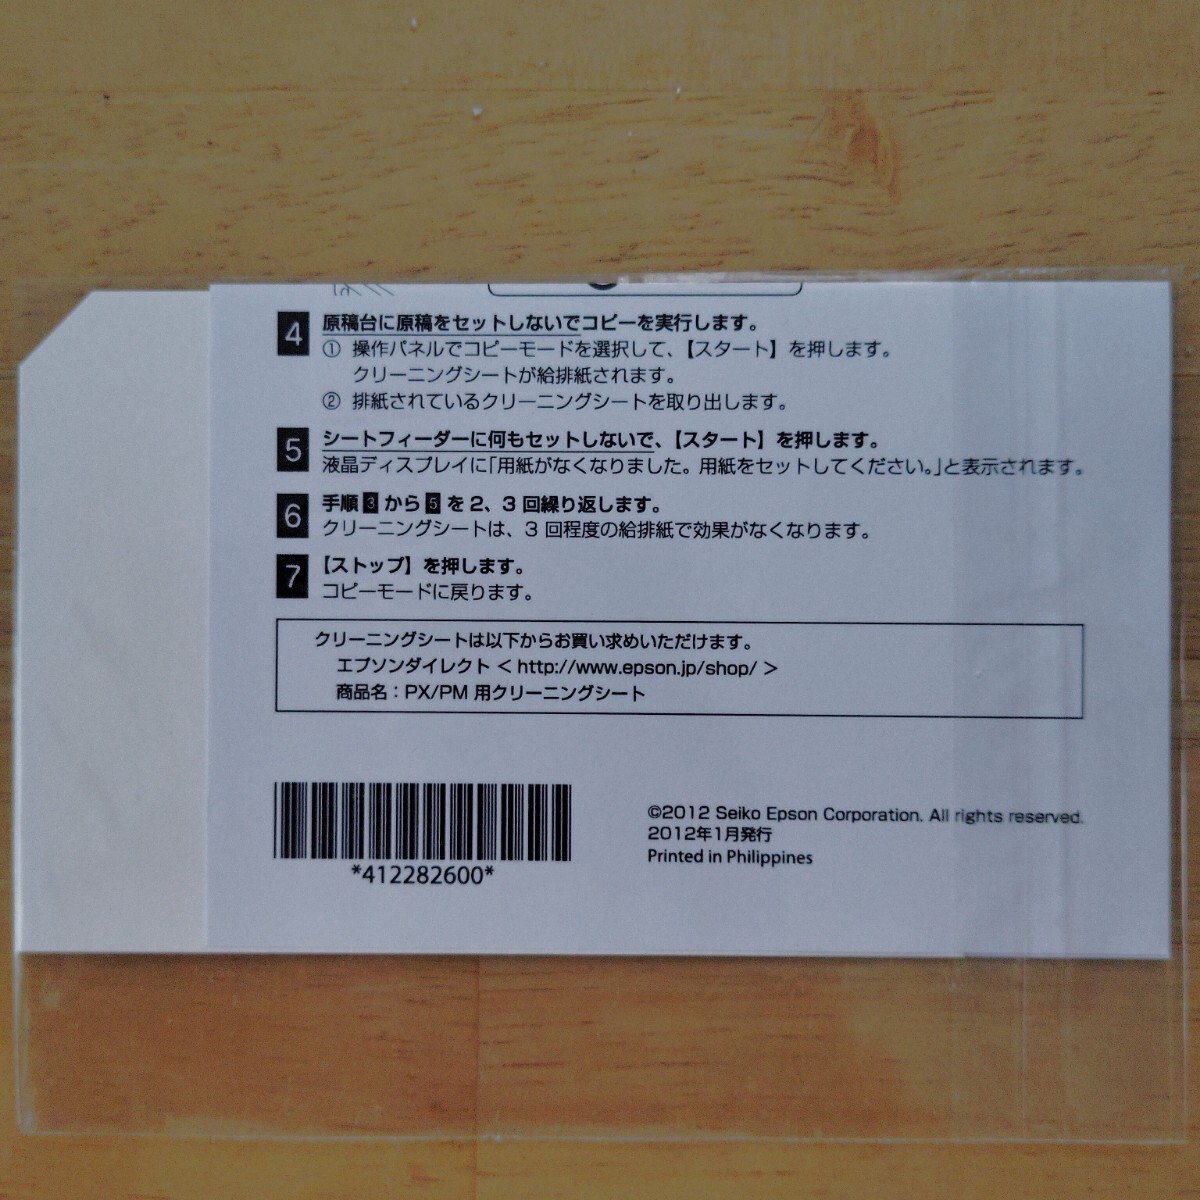 4 原稿台に原稿をセットしないでコピーを実行します。
① 操作パネルでコピーモードを選択して、【スタート】を押します。
クリーニングシートが給排紙されます。
② 排紙されているクリーニングシートを取り出します。
5 シートフィーダーに何もセットしないで、【スタート】を押します。
液晶ディスプレイに「用紙がなくなりました。用紙をセットしてください。」と表示されます。
6 手順 3 から 5 を 2、3 回繰り返します。
クリーニングシートは、3 回程度の給排紙で効果がなくなります。
7 【ストップ】を押します。
コピーモードに戻ります。
クリーニングシートは以下からお買い求めいただけます。
エプソンダイレクト < http://www.epson.jp/shop/ >
商品名：PX/PM 用クリーニングシート
*412282600*
©2012 Seiko Epson Corporation. All rights reserved.
2012年1月発行
Printed in Philippines